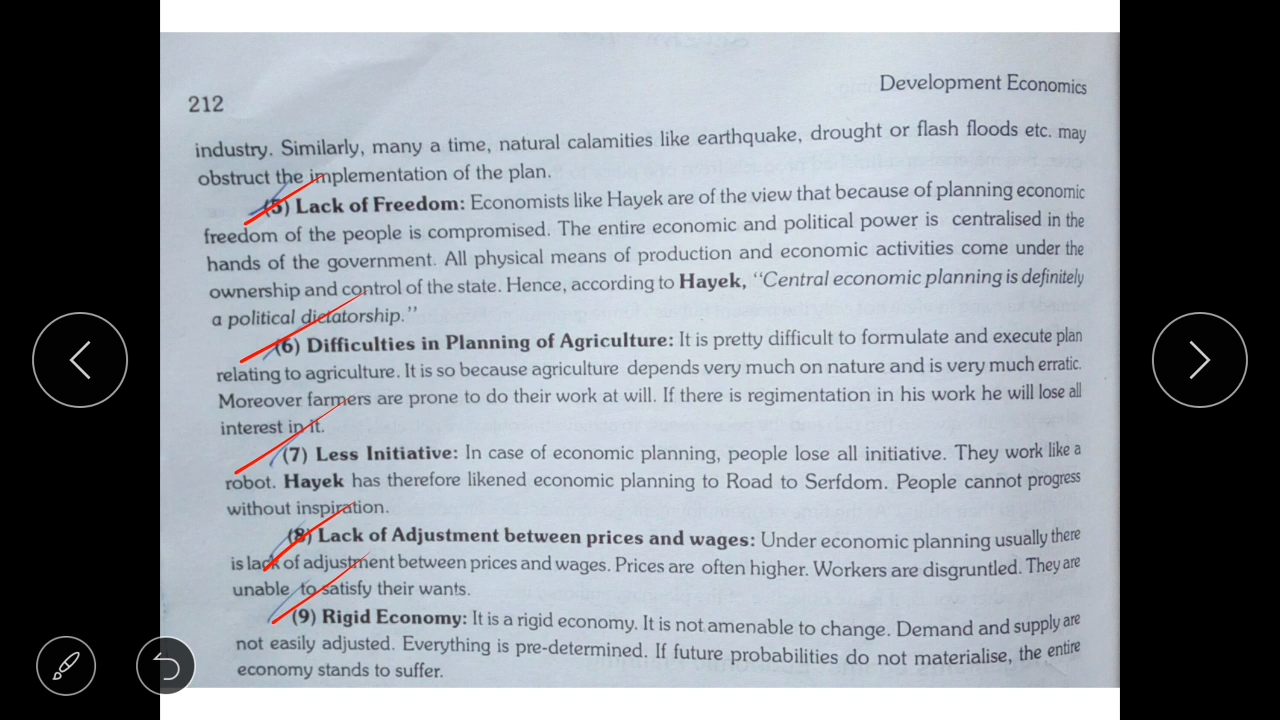 Development Economics
212
industry. Similarly, many a time, natural calamities like earthquake, drought or flash floods etc. may
obstruct the implementation of the plan.
(5) Lack of Freedom: Economists like Hayek are of the view that because of planning economic
freedom of the people is compromised. The entire economic and political power is centralised in the
hands of the government. All physical means of production and economic activities come under the
ownership and control of the state. Hence, according to Hayek, "Central economic planning is definitely
a political dictatorship."
(6) Difficulties in Planning of Agriculture: It is pretty difficult to formulate and execute plan
relating to agriculture. It is so because agriculture depends very much on nature and is very much erratic.
Moreover farmers are prone to do their work at will. If there is regimentation in his work he will lose all
interest in it.
(7) Less Initiative: In case of economic planning, people lose all initiative. They work like a
robot. Hayek has therefore likened economic planning to Road to Serfdom. People cannot progress
without inspiration.
(8) Lack of Adjustment between prices and wages: Under economic planning usually there
is lack of adjustment between prices and wages. Prices are often higher. Workers are disgruntled. They are
unable to satisfy their wants.
(9) Rigid Economy: It is a rigid economy. It is not amenable to change. Demand and supply are
not easily adjusted. Everything is pre-determined. If future probabilities do not materialise, the entire
economy stands to suffer.